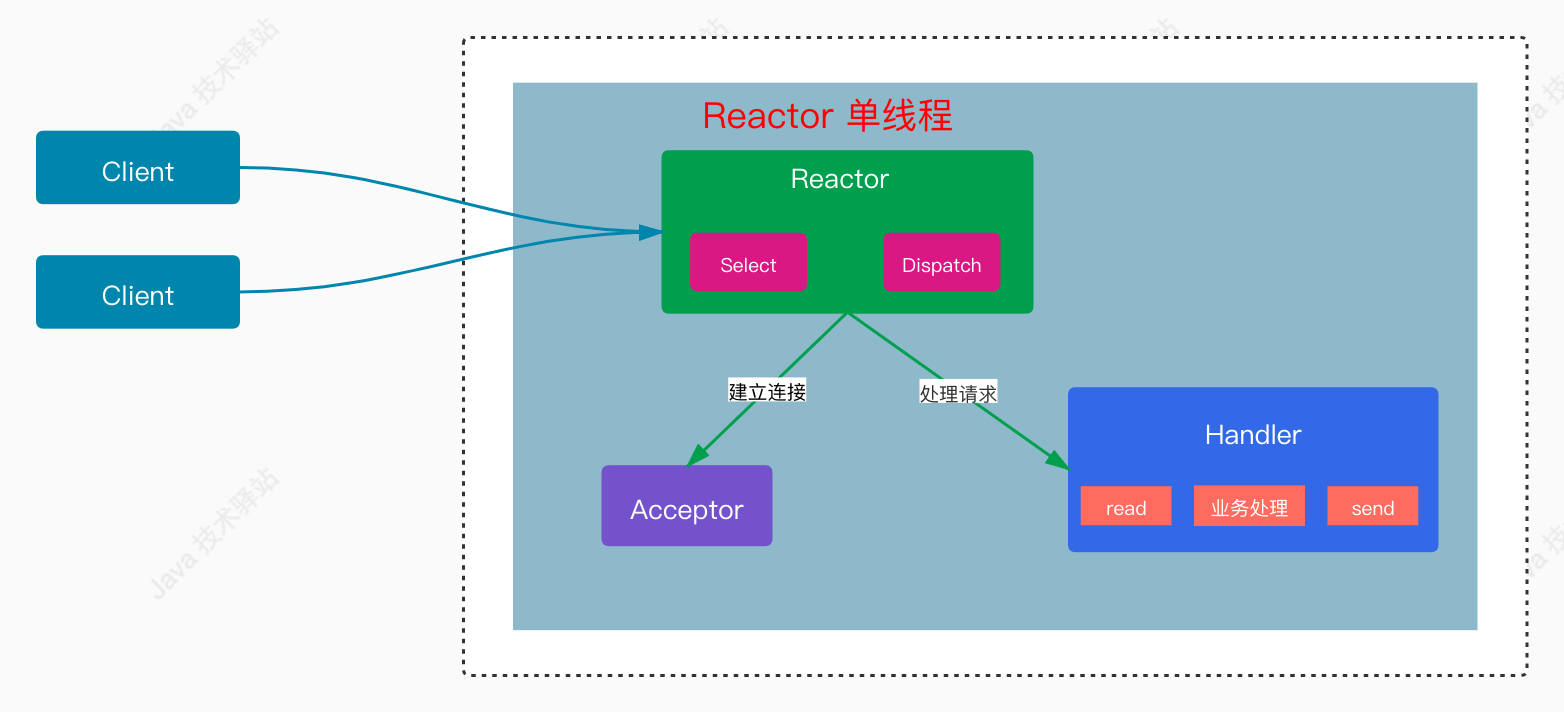 Java 技术驿站
Reactor 单线程
Client
Reactor
Client
Select
Dispatch
建立连接
处理请求
Handler
Acceptor
read
业务处理
send
Java 技术驿站